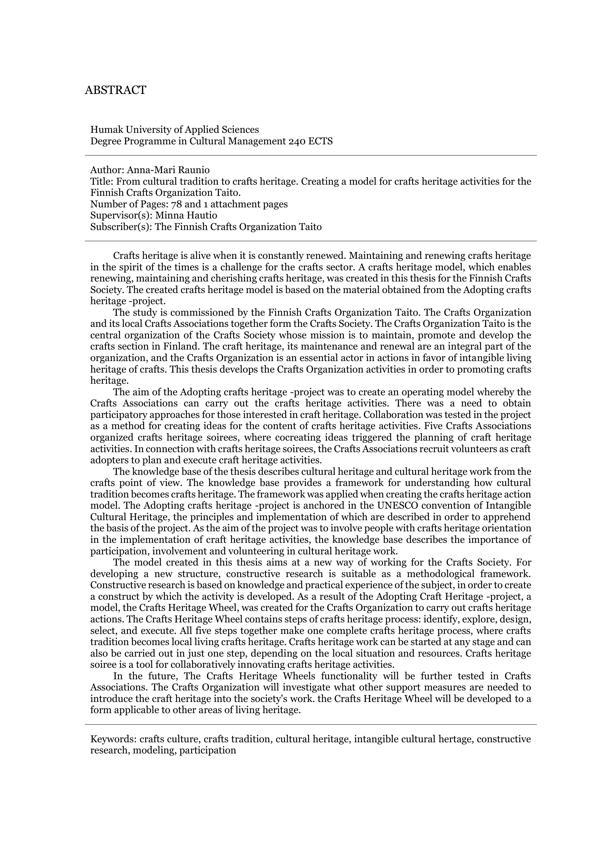 ABSTRACT
Humak University of Applied Sciences
Degree Programme in Cultural Management 240 ECTS
Author: Anna-Mari Raunio
Title: From cultural tradition to crafts heritage. Creating a model for crafts heritage activities for the
Finnish Crafts Organization Taito.
Number of Pages: 78 and 1 attachment pages
Supervisor(s): Minna Hautio
Subscriber(s): The Finnish Crafts Organization Taito
Crafts heritage is alive when it is constantly renewed. Maintaining and renewing crafts heritage
in the spirit of the times is a challenge for the crafts sector. A crafts heritage model, which enables
renewing, maintaining and cherishing crafts heritage, was created in this thesis for the Finnish Crafts
Society. The created crafts heritage model is based on the material obtained from the Adopting crafts
heritage -project.
The study is commissioned by the Finnish Crafts Organization Taito. The Crafts Organization
and its local Crafts Associations together form the Crafts Society. The Crafts Organization Taito is the
central organization of the Crafts Society whose mission is to maintain, promote and develop the
crafts section in Finland. The craft heritage, its maintenance and renewal are an integral part of the
organization, and the Crafts Organization is an essential actor in actions in favor of intangible living
heritage of crafts. This thesis develops the Crafts Organization activities in order to promoting crafts
heritage.
The aim of the Adopting crafts heritage -project was to create an operating model whereby the
Crafts Associations can carry out the crafts heritage activities. There was a need to obtain
participatory approaches for those interested in craft heritage. Collaboration was tested in the project
as a method for creating ideas for the content of crafts heritage activities. Five Crafts Associations
organized crafts heritage soirees, where cocreating ideas triggered the planning of craft heritage
activities. In connection with crafts heritage soirees, the Crafts Associations recruit volunteers as craft
adopters to plan and execute craft heritage activities.
The knowledge base of the thesis describes cultural heritage and cultural heritage work from the
crafts point of view. The knowledge base provides a framework for understanding how cultural
tradition becomes crafts heritage. The framework was applied when creating the crafts heritage action
model. The Adopting crafts heritage -project is anchored in the UNESCO convention of Intangible
Cultural Heritage, the principles and implementation of which are described in order to apprehend
the basis of the project. As the aim of the project was to involve people with crafts heritage orientation
in the implementation of craft heritage activities, the knowledge base describes the importance of
participation, involvement and volunteering in cultural heritage work.
The model created in this thesis aims at a new way of working for the Crafts Society. For
developing a new structure, constructive research is suitable as a methodological framework.
Constructive research is based on knowledge and practical experience of the subject, in order to create
a construct by which the activity is developed. As a result of the Adopting Craft Heritage -project, a
model, the Crafts Heritage Wheel, was created for the Crafts Organization to carry out crafts heritage
actions. The Crafts Heritage Wheel contains steps of crafts heritage process: identify, explore, design,
select, and execute. All five steps together make one complete crafts heritage process, where crafts
tradition becomes local living crafts heritage. Crafts heritage work can be started at any stage and can
also be carried out in just one step, depending on the local situation and resources. Crafts heritage
soiree is a tool for collaboratively innovating crafts heritage activities.
In the future, The Crafts Heritage Wheels functionality will be further tested in Crafts
Associations. The Crafts Organization will investigate what other support measures are needed to
introduce the craft heritage into the society's work. the Crafts Heritage Wheel will be developed to a
form applicable to other areas of living heritage.
Keywords: crafts culture, crafts tradition, cultural heritage, intangible cultural hertage, constructive
research, modeling, participation